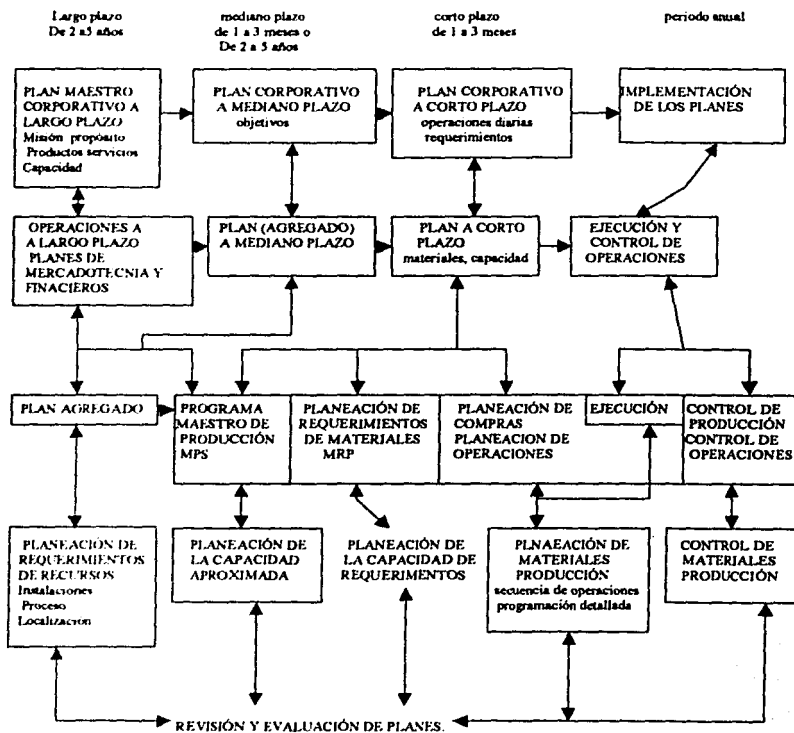 Largo plazo
De 2 a5 años
mediano plazo
de 1 a 3 meses o
De 2 a 5 años
corto plazo
de 1 a 3 meses
periodo anual
PLAN MAESTRO
CORPORATIVO A
LARGO PLAZO
Misión propósito
Productos servicios
Capacidad
PLAN CORPORATIVO
A MEDIANO PLAZO
objetivos
PLAN CORPORATIVO
A CORTO PLAZO
operaciones diarias
requerimientos
IMPLEMENTACIÓN
DE LOS PLANES
OPERACIONES A
A LARGO PLAZO
PLANES DE
MERCADOTECNIA Y
FINACIEROS
PLAN (AGREGADO)
A MEDIANO PLAZO
PLAN A CORTO
PLAZO
materiales, capacidad
EJECUCIÓN Y
CONTROL DE
OPERACIONES
PLAN AGREGADO
PROGRAMA
MAESTRO DE
PRODUCCIÓN
MPS
PLANEACIÓN DE
REQUERIMIENTOS
DE MATERIALES
MRP
PLANEACIÓN DE
COMPRAS
PLANEACION DE
OPERACIONES
EJECUCIÓN
CONTROL DE
PRODUCCIÓN
CONTROL DE
OPERACIONES
PLANEACIÓN DE
REQUERIMIENTOS
DE RECURSOS
Instalaciones
Proceso
Localización
PLANEACIÓN DE
LA CAPACIDAD
APROXIMADA
PLANEACIÓN DE
LA CAPACIDAD DE
REQUERIMENTOS
PLNAEACIÓN DE
MATERIALES
PRODUCCIÓN
secuencia de operaciones
programación detallada
CONTROL DE
MATERIALES
PRODUCCIÓN
REVISIÓN Y EVALUACIÓN DE PLANES.